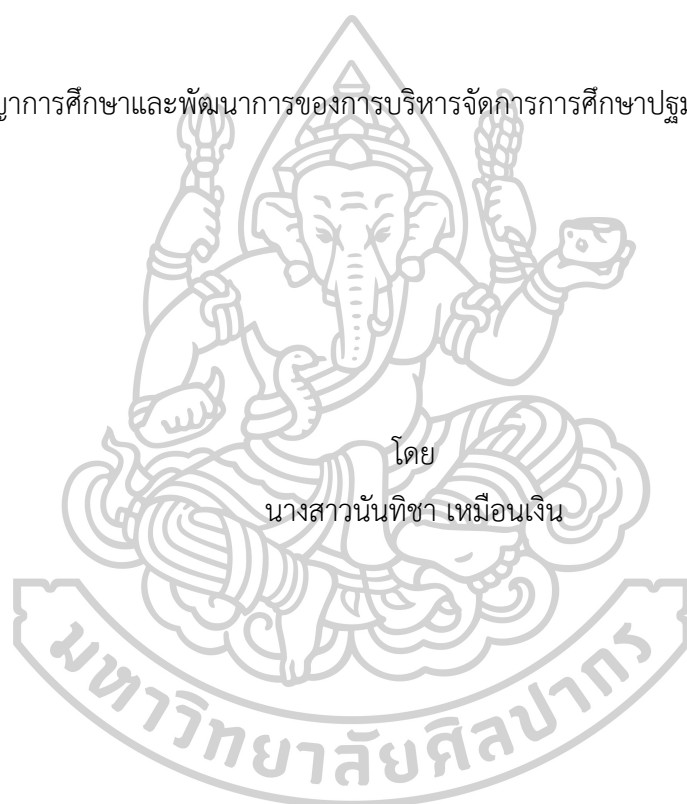 การศึกษาและพัฒนาการของการบริหารจัดการการศึกษาปฐม
โดย
นางสาวนันทิชา เหมือนเงิน
มหาวิทยาลัยศิลปากร